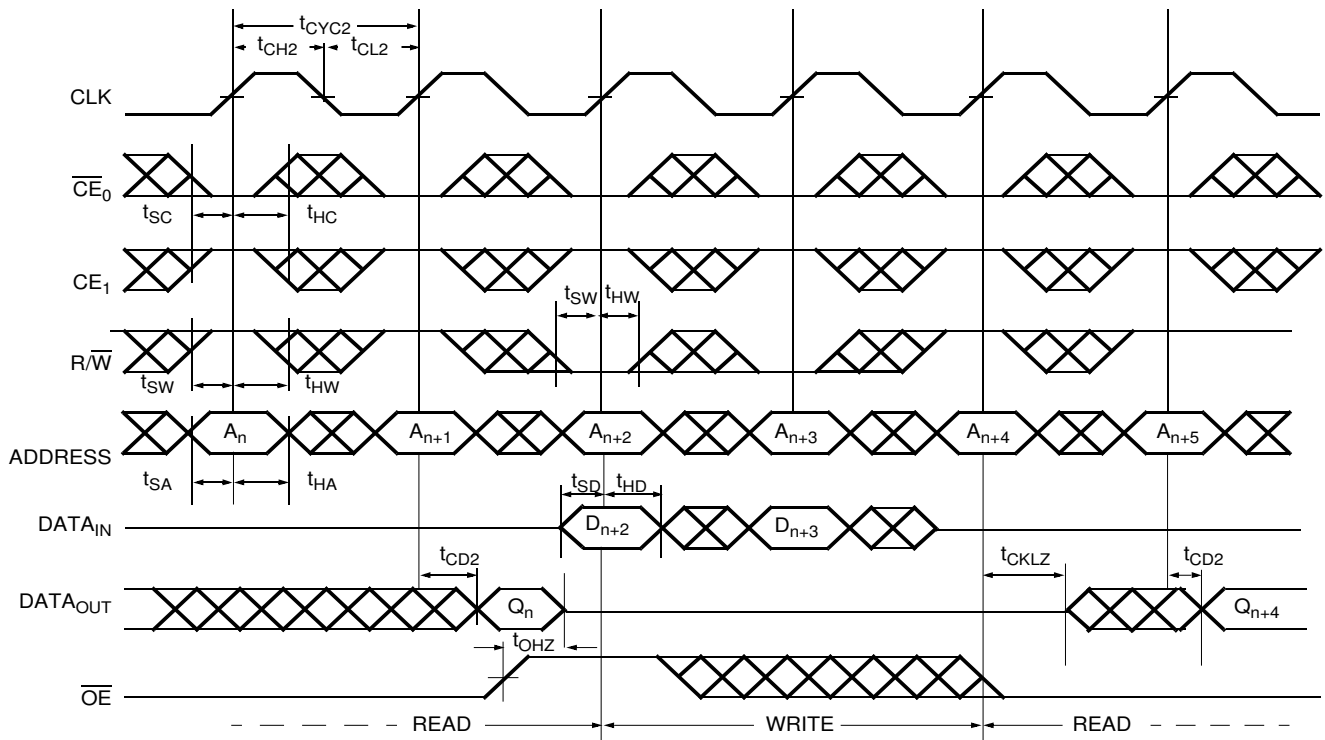 tCYC2
tCH2 tCL2
CLK
CE0
tSC tHC
CE1
tSW tHW
R/W
tSW tHW
An An+1 An+2 An+3 An+4 An+5
ADDRESS
tSA tHA tSD tHD
DATAIN Dn+2 Dn+3
tCD2 tCKLZ tCD2
DATAOUT Qn Qn+4
tOHZ
OE
READ WRITE READ